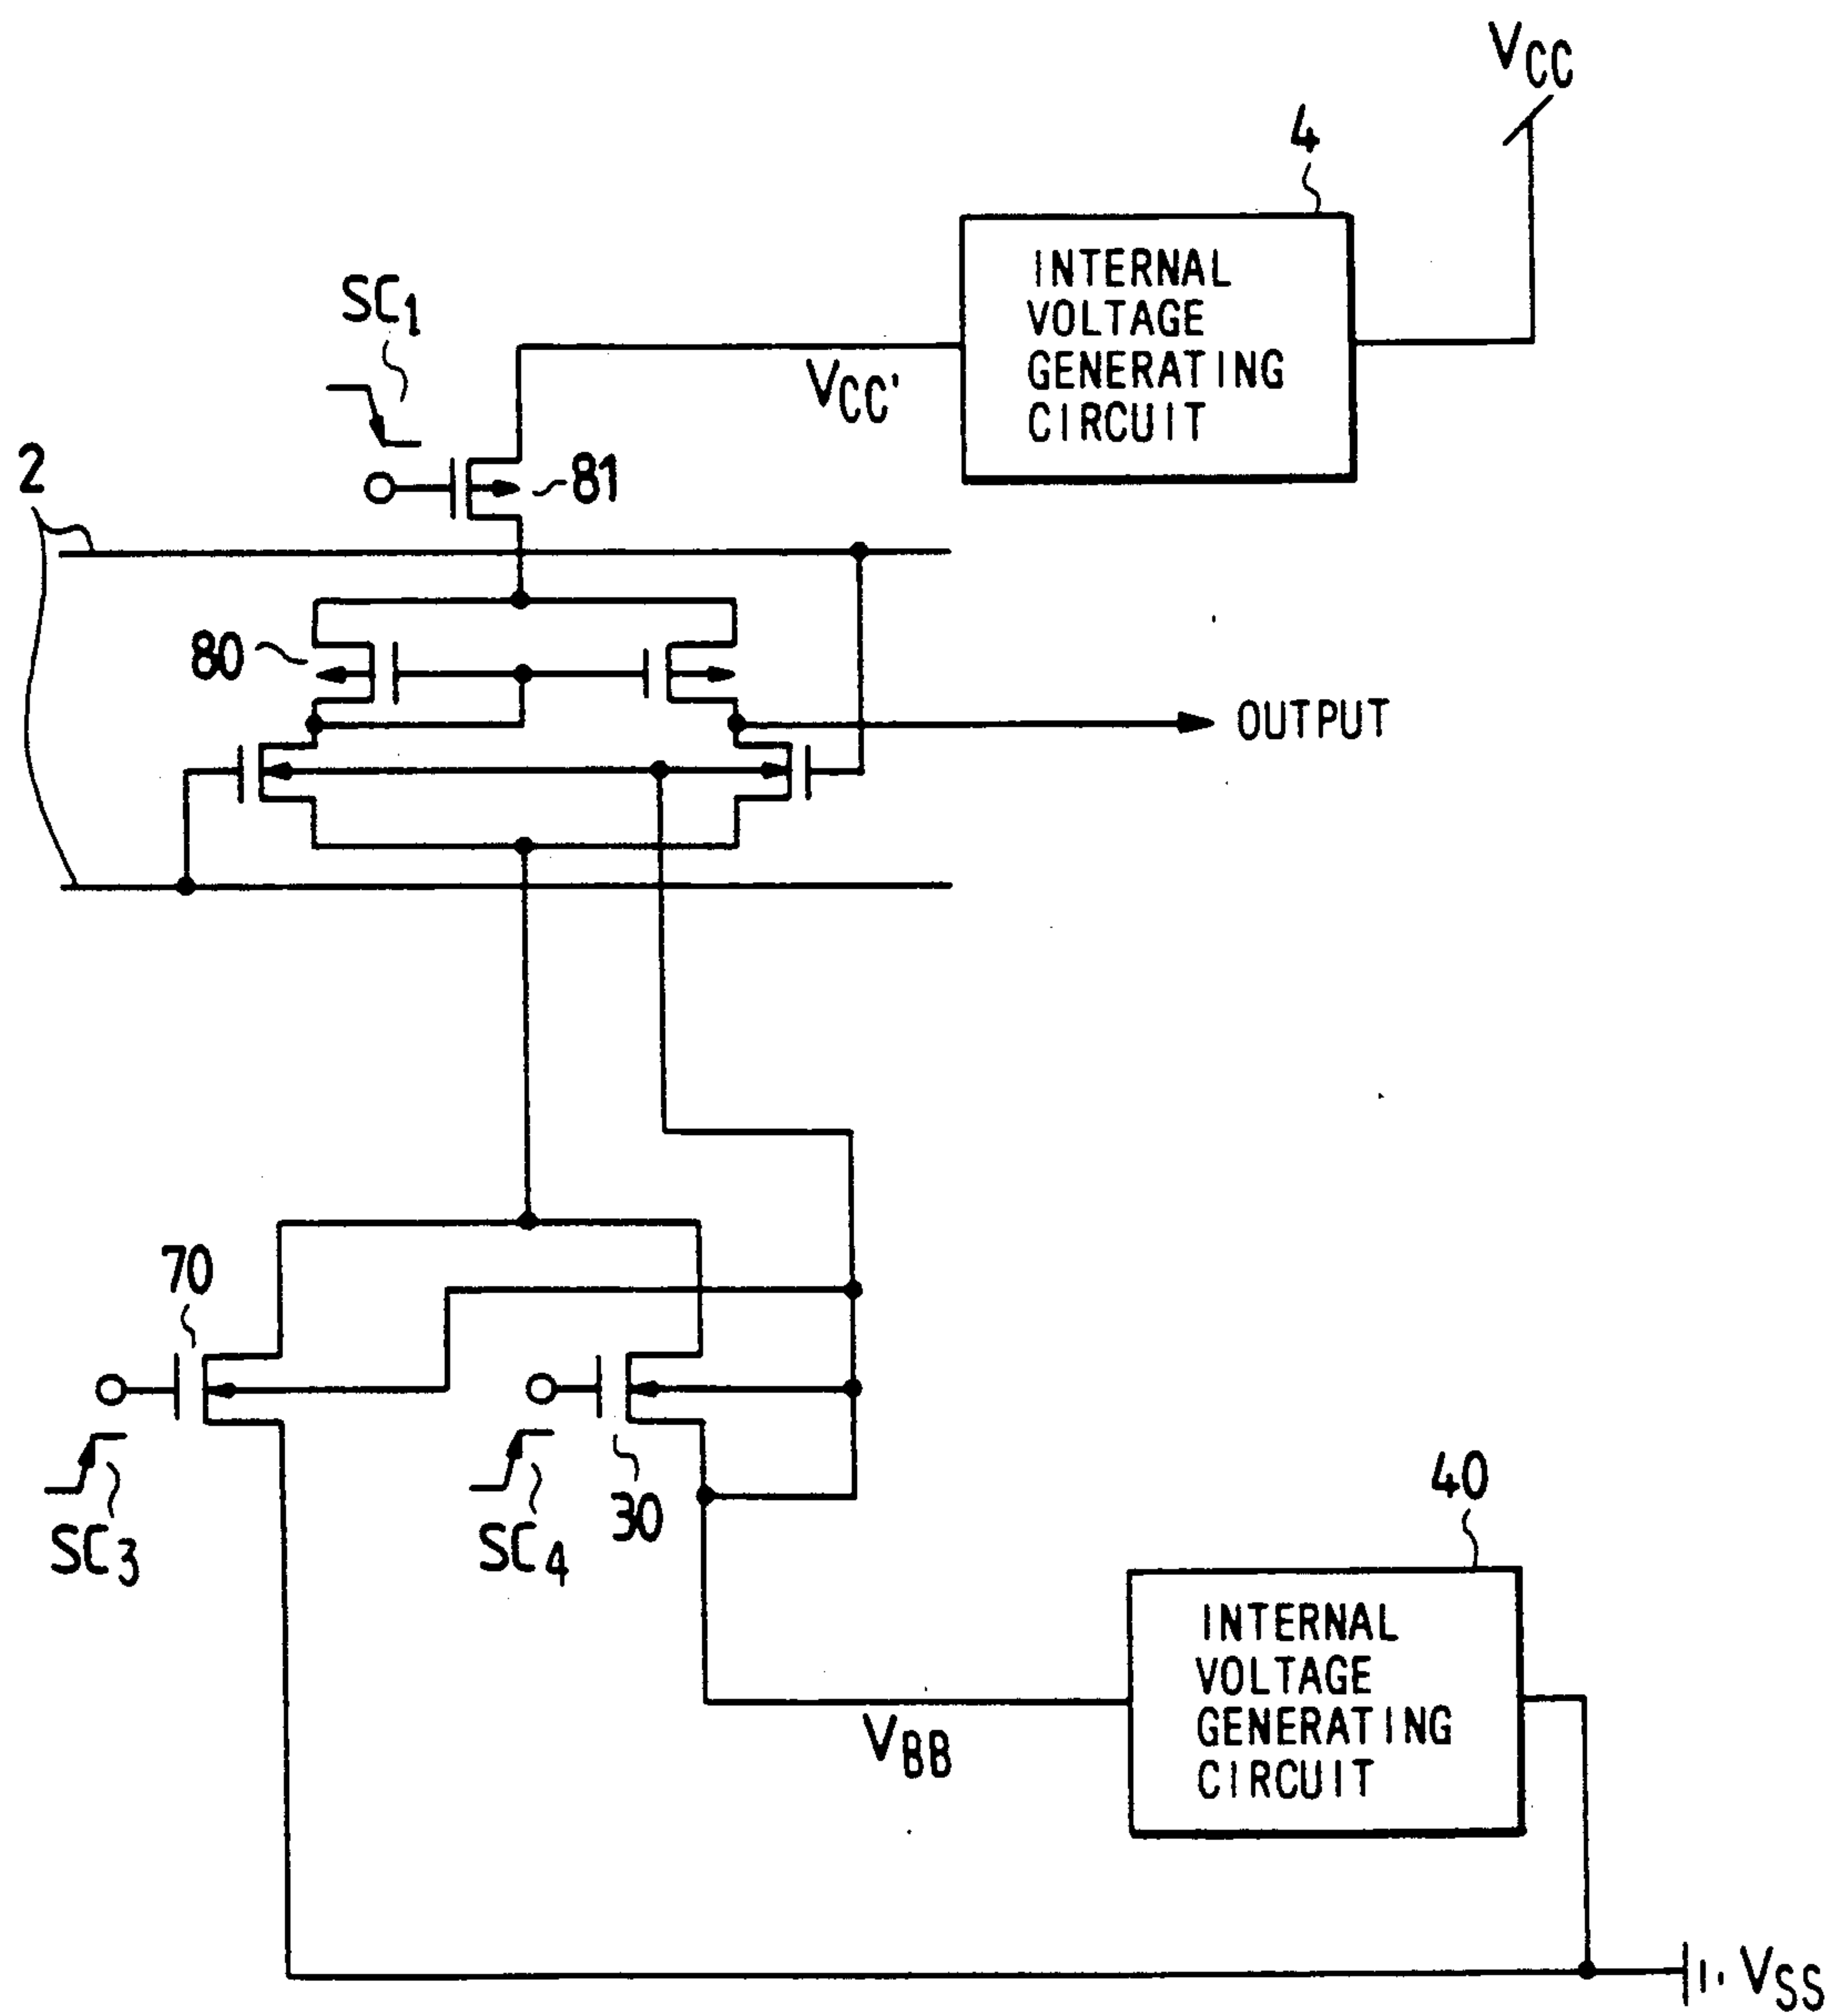 VCC
4
INTERNAL
VOLTAGE
GENERATING
CIRCUIT
SC1
VCC'
81
2
80
OUTPUT
70
30
SC3
SC4
40
INTERNAL
VOLTAGE
GENERATING
CIRCUIT
VBB
VSS